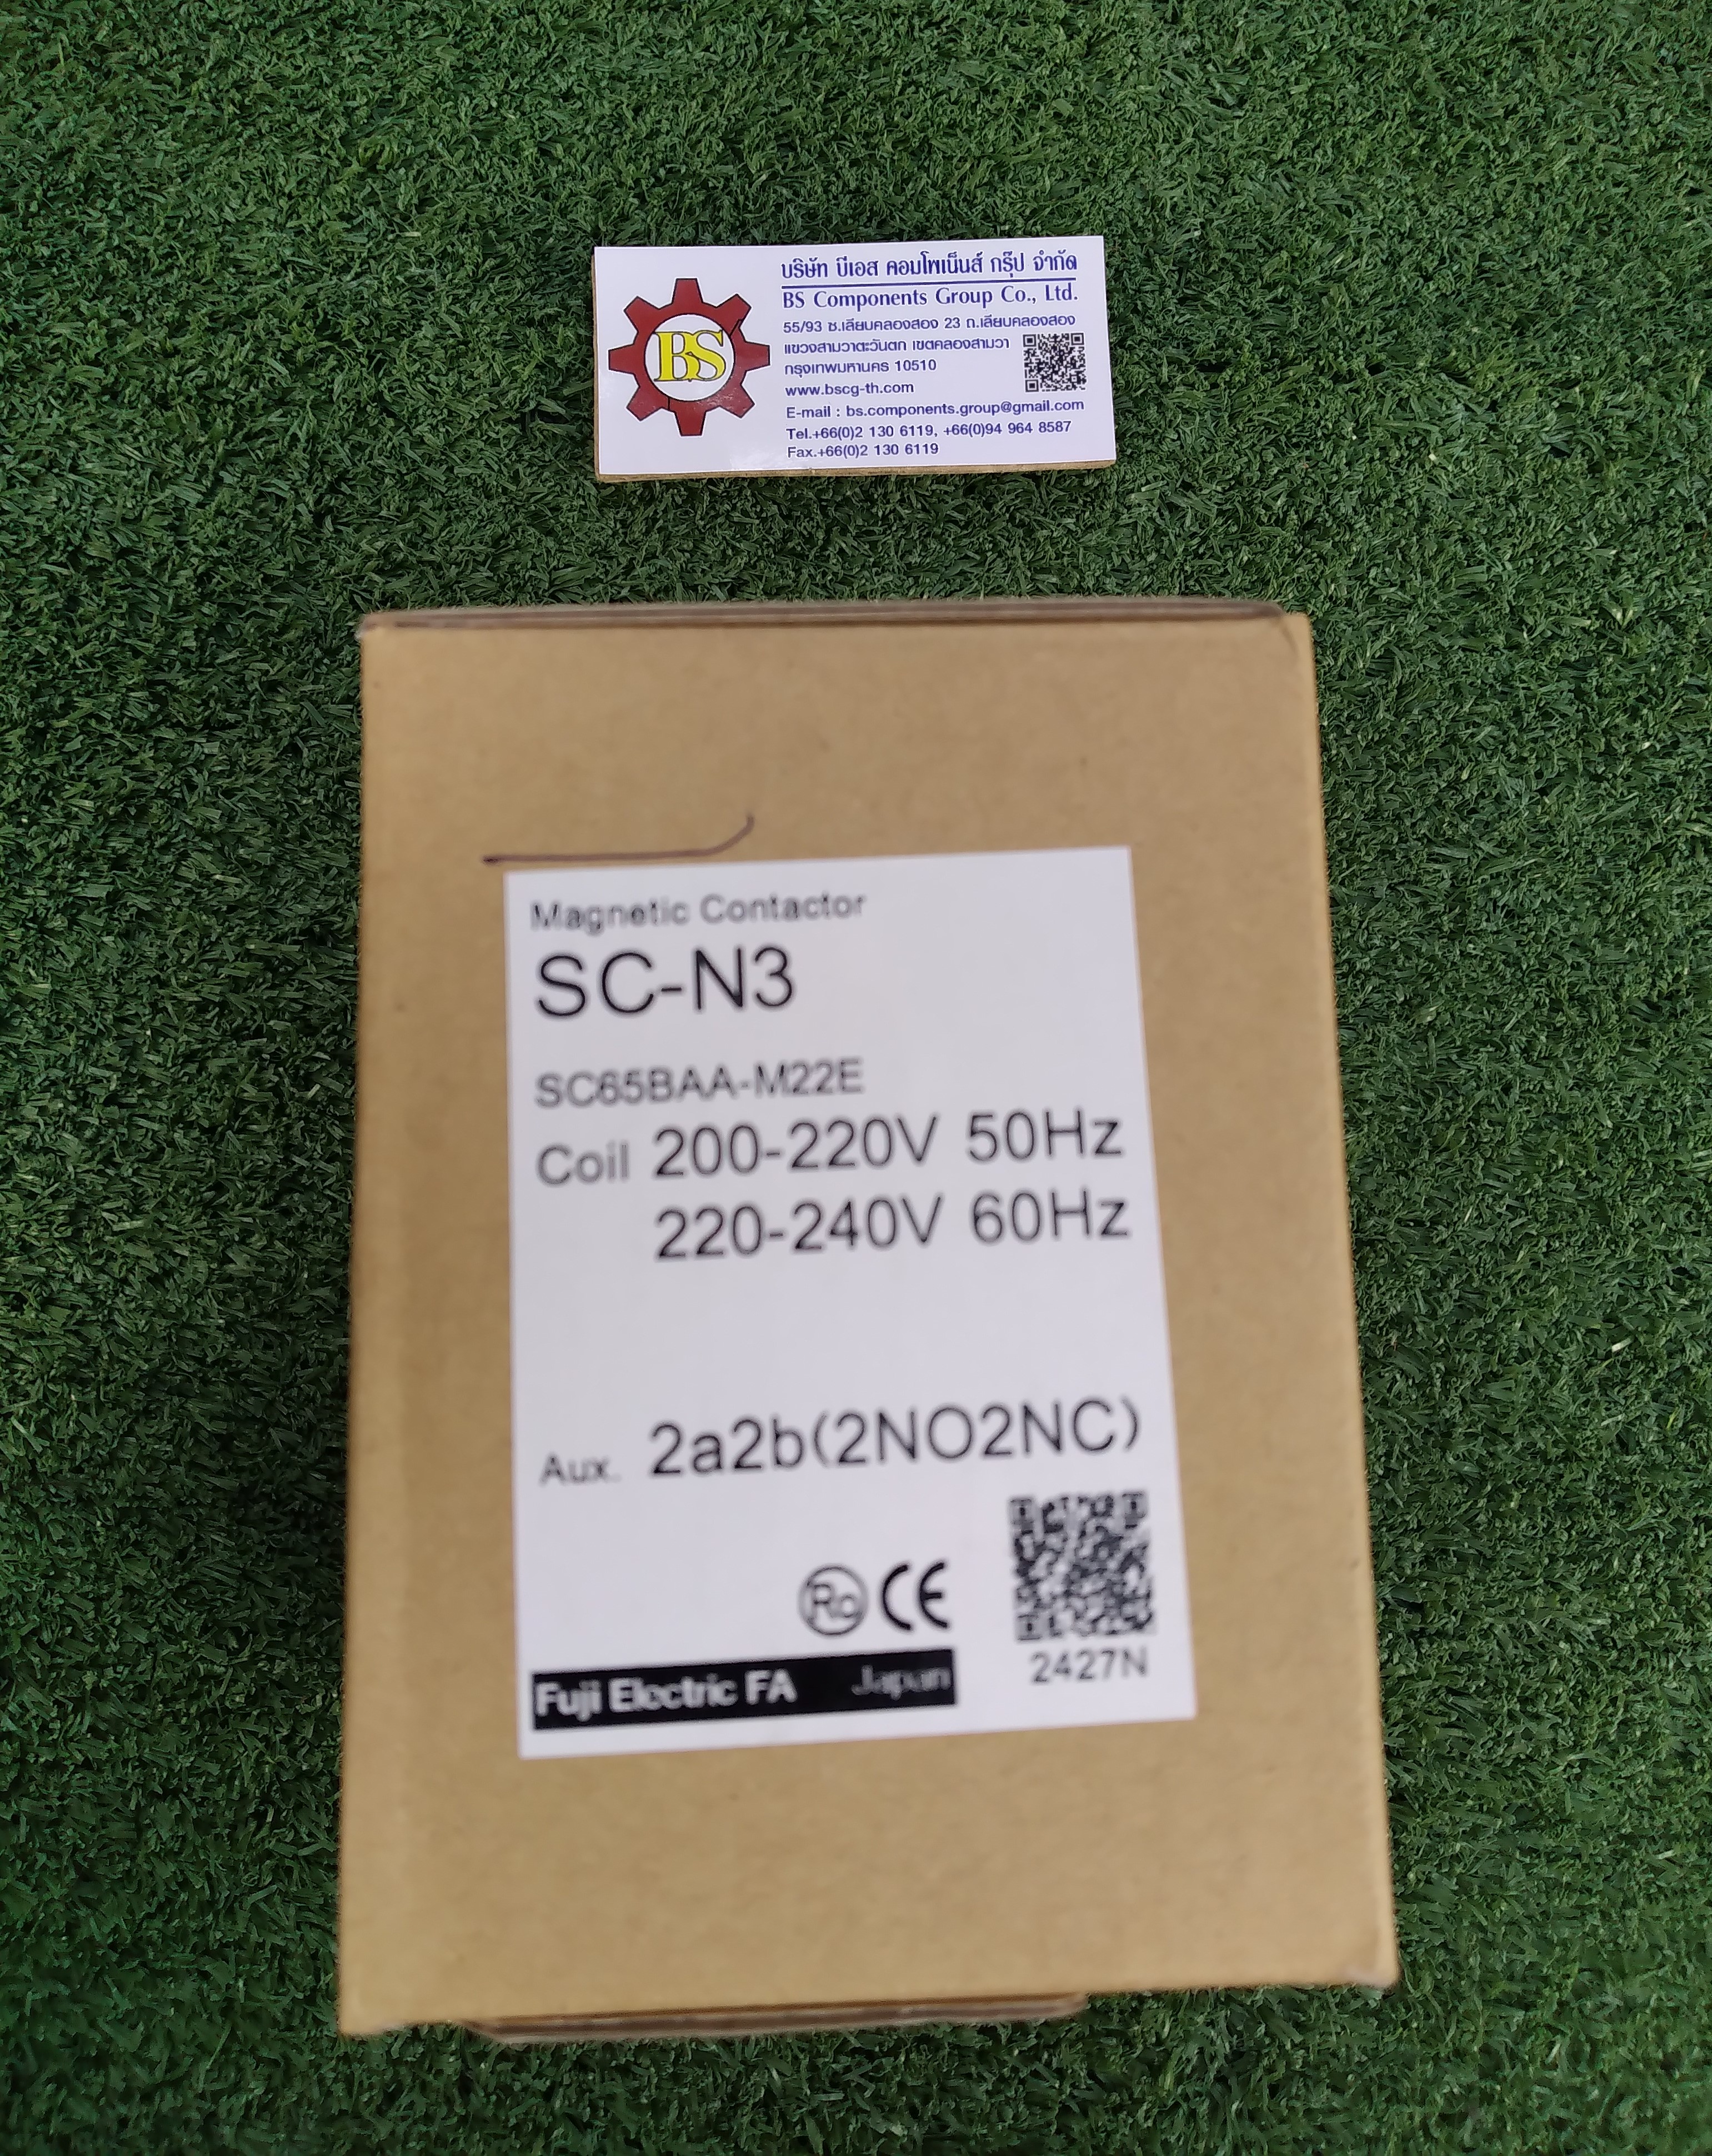 บริษัท บีเอส คอมโพเน็นส์ กรุ๊ป จำกัด
BS Components Group Co., Ltd.
BS
55/93 ซ.เลียบคลองสอง 23 ถ.เลียบคลองสอง
แขวงสามวาตะวันตก เขตคลองสามวา
กรุงเทพมหานคร 10510
www.bscg-th.com
E-mail : bs.components.group@gmail.com
Tel.+66(0)2 130 6119, +66(0)94 964 8587
Fax.+66(0)2 130 6119
Magnetic Contactor
SC-N3
SC65BAA-M22E
Coil 200-220V 50Hz
220-240V 60Hz
Aux. 2a2b(2NO2NC)
Ro CE
2427N
Fuji Electric FA Japan